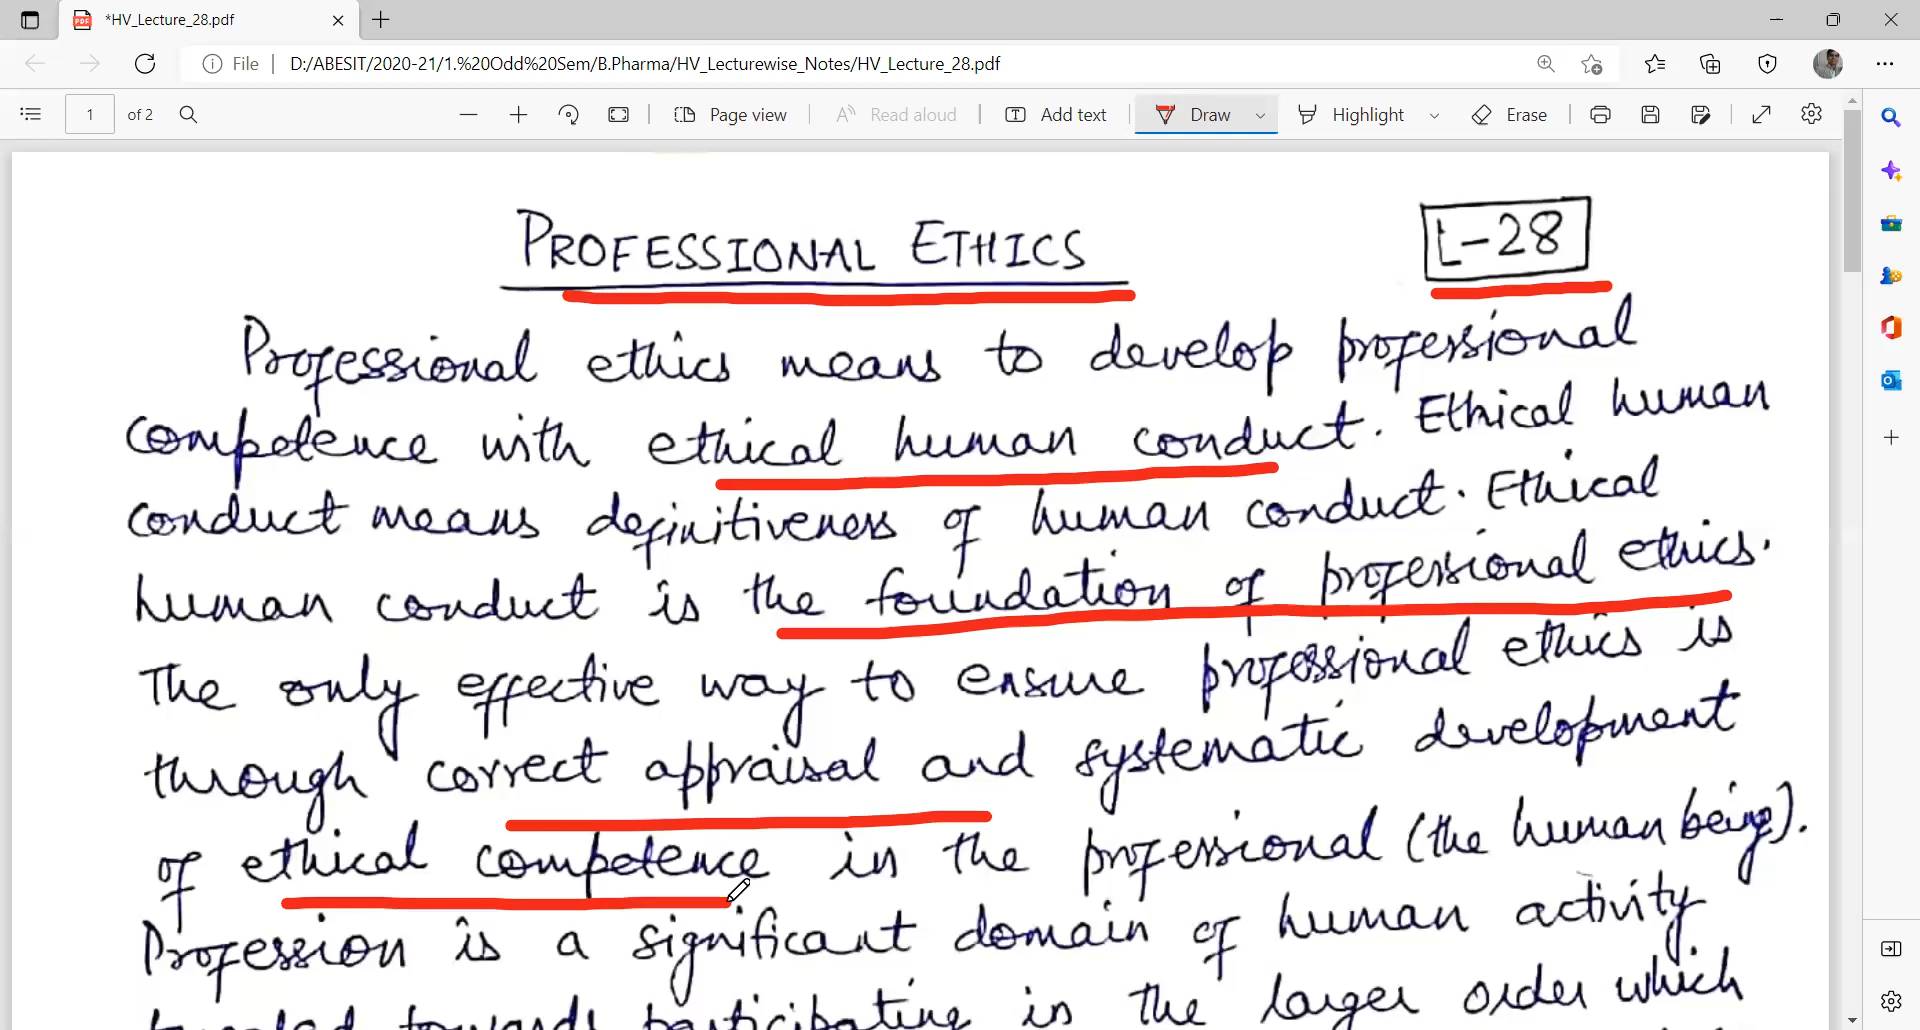 *HV_Lecture_28.pdf
File | D:/ABESIT/2020-21/1.%20Odd%20Sem/B.Pharma/HV_Lecturewise_Notes/HV_Lecture_28.pdf
1 of 2 Page view Read aloud Add text Draw Highlight Erase
PROFESSIONAL ETHICS L-28
Professional ethics means to develop professional
competence with ethical human conduct. Ethical human
conduct means definitiveness of human conduct. Ethical
human conduct is the foundation of professional ethics.
The only effective way to ensure professional ethics is
through correct appraisal and systematic development
of ethical competence in the professional (the human being).
Profession is a significant domain of human activity
towards participating in the larger order which